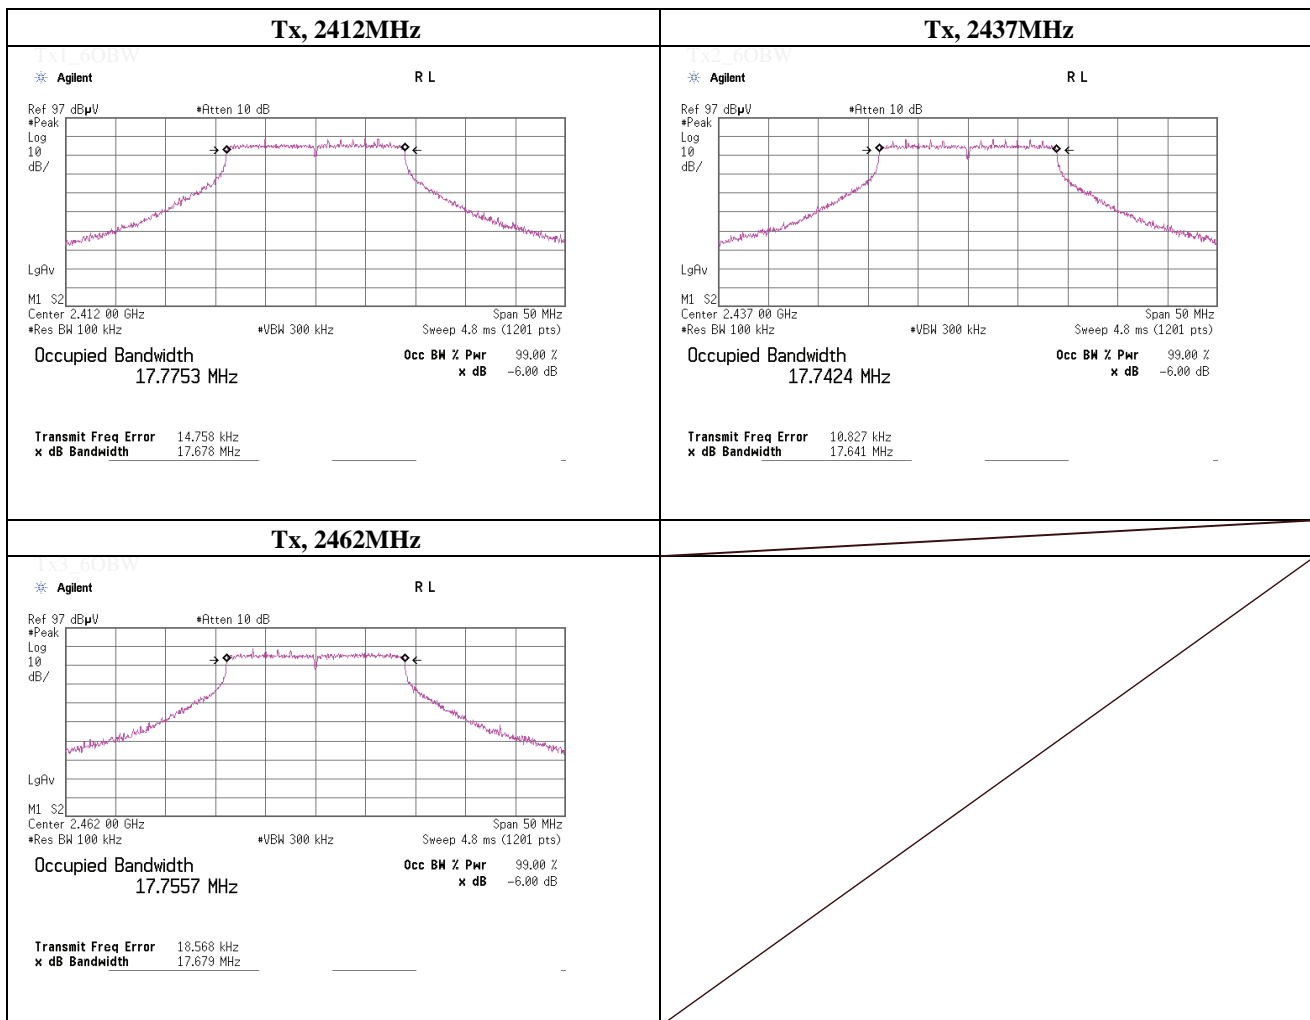 Tx, 2412MHz
Tx1_6OBW
Agilent
R L
Ref 97 dBµV
#Atten 10 dB
#Peak
Log
10
dB/
LgAv
M1 S2
Center 2.412 00 GHz
Span 50 MHz
#Res BW 100 kHz
#VBW 300 kHz
Sweep 4.8 ms (1201 pts)
Occupied Bandwidth
17.7753 MHz
Occ BW % Pwr 99.00 %
x dB -6.00 dB
Transmit Freq Error 14.758 kHz
x dB Bandwidth 17.678 MHz
Tx, 2437MHz
Tx2_6OBW
Agilent
R L
Ref 97 dBµV
#Atten 10 dB
#Peak
Log
10
dB/
LgAv
M1 S2
Center 2.437 00 GHz
Span 50 MHz
#Res BW 100 kHz
#VBW 300 kHz
Sweep 4.8 ms (1201 pts)
Occupied Bandwidth
17.7424 MHz
Occ BW % Pwr 99.00 %
x dB -6.00 dB
Transmit Freq Error 10.827 kHz
x dB Bandwidth 17.641 MHz
Tx, 2462MHz
Tx3_6OBW
Agilent
R L
Ref 97 dBµV
#Atten 10 dB
#Peak
Log
10
dB/
LgAv
M1 S2
Center 2.462 00 GHz
Span 50 MHz
#Res BW 100 kHz
#VBW 300 kHz
Sweep 4.8 ms (1201 pts)
Occupied Bandwidth
17.7557 MHz
Occ BW % Pwr 99.00 %
x dB -6.00 dB
Transmit Freq Error 18.568 kHz
x dB Bandwidth 17.679 MHz